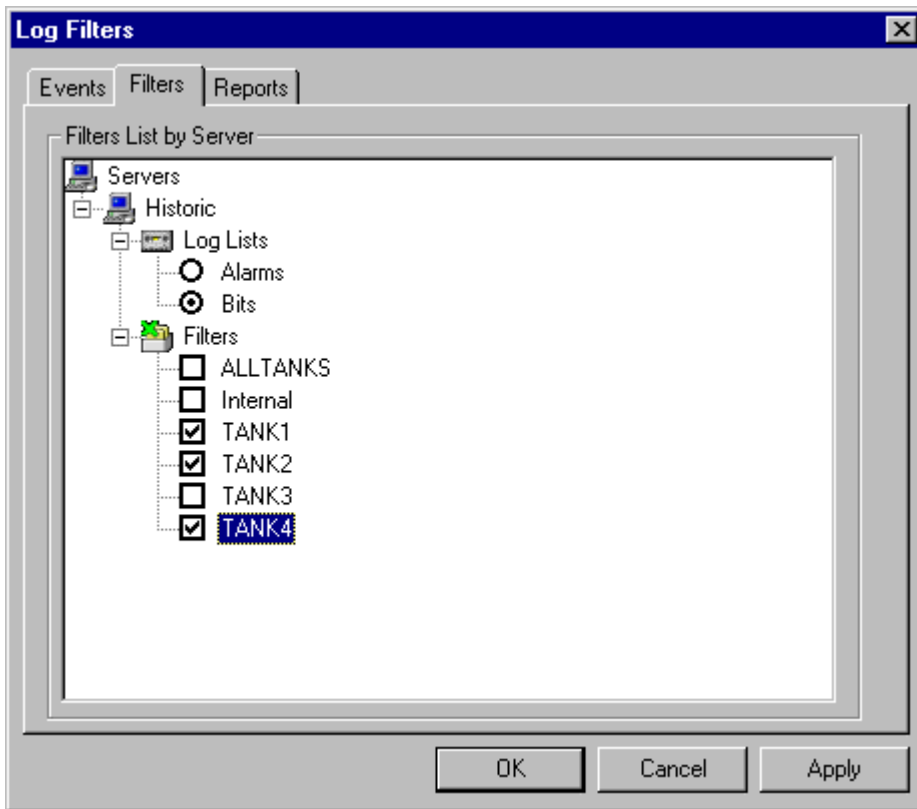 Log Filters
Events Filters Reports
Filters List by Server
Servers
Historic
Log Lists
Alarms
Bits
Filters
ALLTANKS
Internal
TANK1
TANK2
TANK3
TANK4
OK Cancel Apply